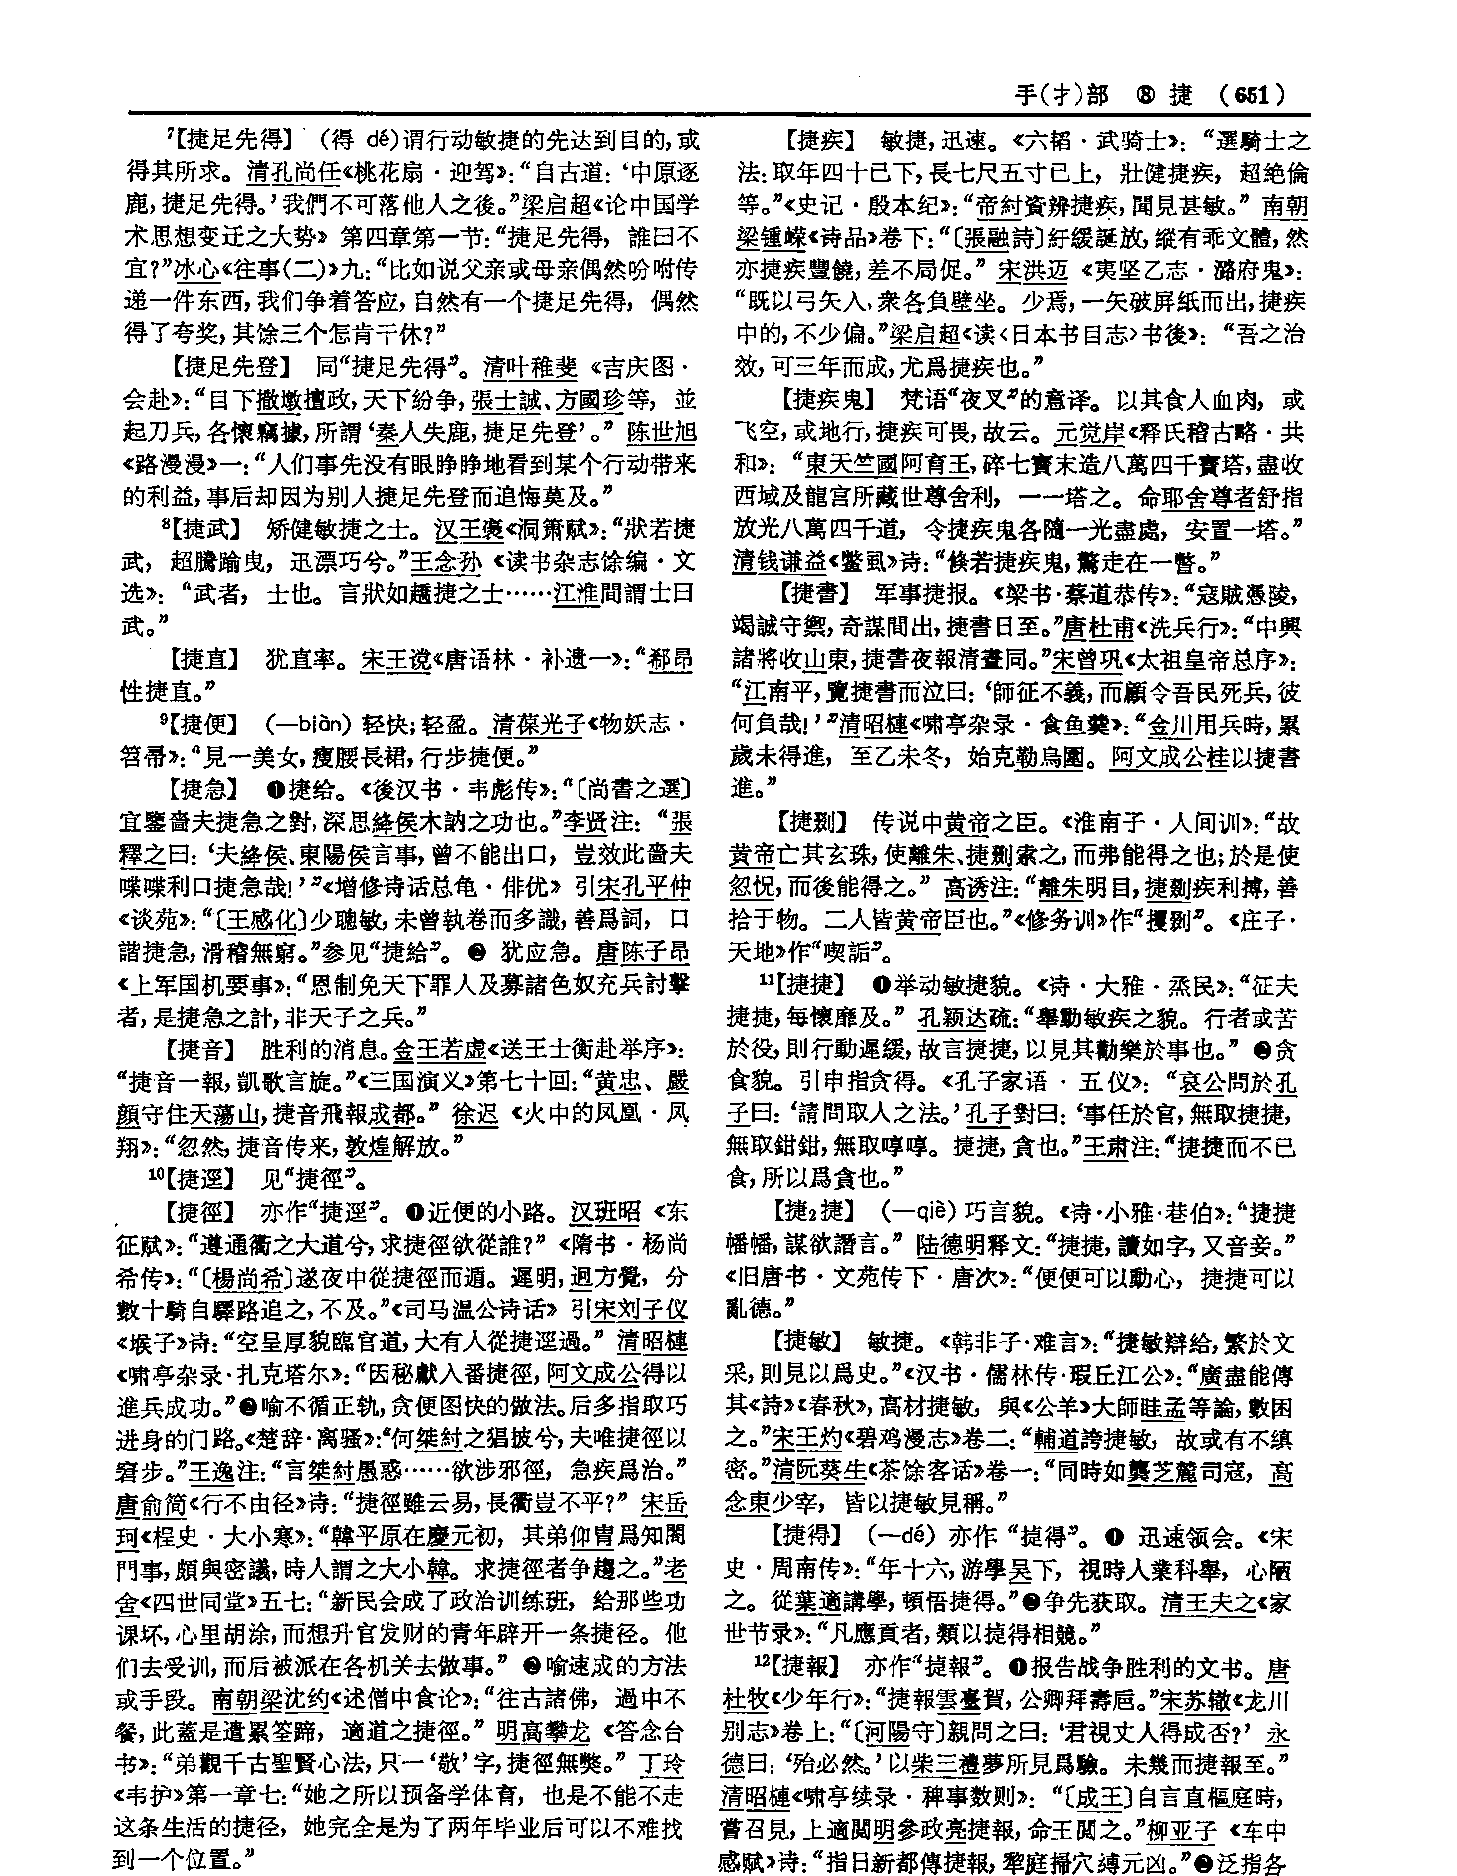 手(扌)部 ⑧ 捷 (651)
⁷【捷足先得】 (得 dé)谓行动敏捷的先达到目的,或
得其所求。清孔尚任《桃花扇·迎驾》:“自古道:‘中原逐
鹿,捷足先得。’我們不可落他人之後。”梁启超《论中国学
术思想变迁之大势》第四章第一节:“捷足先得,誰曰不
宜?”冰心《往事(二)》九:“比如说父亲或母亲偶然吩咐传
递一件东西,我们争着答应,自然有一个捷足先得,偶然
得了夸奖,其馀三个怎肯干休?”
【捷足先登】 同“捷足先得”。清叶稚斐《吉庆图·
会赴》:“目下撒墩擅政,天下纷争,張士誠、方國珍等,並
起刀兵,各懷竊據,所謂‘秦人失鹿,捷足先登’。”陈世旭
《路漫漫》一:“人们事先没有眼睁睁地看到某个行动带来
的利益,事后却因为别人捷足先登而追悔莫及。”
⁸【捷武】 矫健敏捷之士。汉王褒《洞箫赋》:“狀若捷
武,超騰踰曳,迅漂巧兮。”王念孙《读书杂志馀编·文
选》:“武者,士也。言狀如趫捷之士……江淮間謂士曰
武。”
【捷直】 犹直率。宋王谠《唐语林·补遗一》:“郗昂
性捷直。”
⁹【捷便】 (—biàn)轻快;轻盈。清葆光子《物妖志·
笤帚》:“見一美女,瘦腰長裙,行步捷便。”
【捷急】 ❶捷给。《後汉书·韦彪传》:“〔尚書之選〕
宜鑒嗇夫捷急之對,深思絳侯木訥之功也。”李贤注:“張
釋之曰:‘夫絳侯、東陽侯言事,曾不能出口,豈效此嗇夫
喋喋利口捷急哉!’”《增修诗话总龟·俳优》引宋孔平仲
《谈苑》:“〔王感化〕少聰敏,未曾執卷而多識,善爲詞,口
諧捷急,滑稽無窮。”参见“捷给”。❷ 犹应急。唐陈子昂
《上军国机要事》:“恩制免天下罪人及募諸色奴充兵討擊
者,是捷急之計,非天子之兵。”
【捷音】 胜利的消息。金王若虚《送王士衡赴举序》:
“捷音一報,凱歌言旋。”《三国演义》第七十回:“黄忠、嚴
顔守住天蕩山,捷音飛報成都。”徐迟《火中的凤凰·凤
翔》:“忽然,捷音传来,敦煌解放。”
¹⁰【捷逕】 见“捷徑”。
【捷徑】 亦作“捷逕”。❶近便的小路。汉班昭《东
征赋》:“遵通衢之大道兮,求捷徑欲從誰?”《隋书·杨尚
希传》:“〔楊尚希〕遂夜中從捷徑而遁。遲明,迥方覺,分
數十騎自驛路追之,不及。”《司马温公诗话》引宋刘子仪
《堠子》诗:“空呈厚貌臨官道,大有人從捷逕過。”清昭槤
《啸亭杂录·扎克塔尔》:“因秘獻入番捷徑,阿文成公得以
進兵成功。”❷喻不循正轨,贪便图快的做法。后多指取巧
进身的门路。《楚辞·离骚》:“何桀紂之猖披兮,夫唯捷徑以
窘步。”王逸注:“言桀紂愚惑……欲涉邪徑,急疾爲治。”
唐俞简《行不由径》诗:“捷徑雖云易,長衢豈不平?”宋岳
珂《桯史·大小寒》:“韓平原在慶元初,其弟仰胄爲知閤
門事,頗與密議,時人謂之大小韓。求捷徑者争趨之。”老
舍《四世同堂》五七:“新民会成了政治训练班,给那些功
课坏,心里胡涂,而想升官发财的青年辟开一条捷径。他
们去受训,而后被派在各机关去做事。”❷喻速成的方法
或手段。南朝梁沈约《述僧中食论》:“往古諸佛,過中不
餐,此蓋是遣累筌蹄,適道之捷徑。”明高攀龙《答念台
书》:“弟觀千古聖賢心法,只一‘敬’字,捷徑無獘。”丁玲
《韦护》第一章七:“她之所以预备学体育,也是不能不走
这条生活的捷径,她完全是为了两年毕业后可以不难找
到一个位置。”
【捷疾】 敏捷,迅速。《六韬·武骑士》:“選騎士之
法:取年四十已下,長七尺五寸已上,壯健捷疾,超絶倫
等。”《史记·殷本纪》:“帝紂資辨捷疾,聞見甚敏。”南朝
梁锺嵘《诗品》卷下:“〔張融詩〕紆緩誕放,縱有乖文體,然
亦捷疾豐饒,差不局促。”宋洪迈《夷坚乙志·潞府鬼》:
“既以弓矢入,衆各負壁坐。少焉,一矢破屏紙而出,捷疾
中的,不少偏。”梁启超《读〈日本书目志〉书後》:“吾之治
效,可三年而成,尤爲捷疾也。”
【捷疾鬼】 梵语“夜叉”的意译。以其食人血肉,或
飞空,或地行,捷疾可畏,故云。元觉岸《释氏稽古略·共
和》:“東天竺國阿育王,碎七寶末造八萬四千寶塔,盡收
西域及龍宫所藏世尊舍利,一一塔之。命耶舍尊者舒指
放光八萬四千道,令捷疾鬼各隨一光盡處,安置一塔。”
清钱谦益《鳖虱》诗:“倏若捷疾鬼,驚走在一瞥。”
【捷書】 军事捷报。《梁书·蔡道恭传》:“寇賊憑陵,
竭誠守禦,奇謀間出,捷書日至。”唐杜甫《洗兵行》:“中興
諸將收山東,捷書夜報清晝同。”宋曾巩《太祖皇帝总序》:
“江南平,覽捷書而泣曰:‘師征不義,而顧令吾民死兵,彼
何負哉!’”清昭槤《啸亭杂录·食鱼羹》:“金川用兵時,累
歲未得進,至乙未冬,始克勒烏圍。阿文成公桂以捷書
進。”
【捷剟】 传说中黄帝之臣。《淮南子·人间训》:“故
黄帝亡其玄珠,使離朱、捷剟索之,而弗能得之也;於是使
忽怳,而後能得之。”高诱注:“離朱明目,捷剟疾利搏,善
拾于物。二人皆黄帝臣也。”《修务训》作“攫剟”。《庄子·
天地》作“喫詬”。
¹¹【捷捷】 ❶举动敏捷貌。《诗·大雅·烝民》:“征夫
捷捷,每懷靡及。”孔颖达疏:“舉動敏疾之貌。行者或苦
於役,則行動遲緩,故言捷捷,以見其勸樂於事也。”❷贪
食貌。引申指贪得。《孔子家语·五仪》:“哀公問於孔
子曰:‘請問取人之法。’孔子對曰:‘事任於官,無取捷捷,
無取鉗鉗,無取啍啍。捷捷,貪也。”王肃注:“捷捷而不已
食,所以爲貪也。”
【捷₂捷】 (—qiè)巧言貌。《诗·小雅·巷伯》:“捷捷
幡幡,謀欲譖言。”陆德明释文:“捷捷,讀如字,又音妾。”
《旧唐书·文苑传下·唐次》:“便便可以動心,捷捷可以
亂德。”
【捷敏】 敏捷。《韩非子·难言》:“捷敏辯給,繁於文
采,則見以爲史。”《汉书·儒林传·瑕丘江公》:“廣盡能傳
其《詩》《春秋》,高材捷敏,與《公羊》大師眭孟等論,數困
之。”宋王灼《碧鸡漫志》卷二:“輔道誇捷敏,故或有不缜
密。”清阮葵生《茶馀客话》卷一:“同時如龔芝麓司寇,高
念東少宰,皆以捷敏見稱。”
【捷得】 (—dé)亦作“掉得”。❶ 迅速领会。《宋
史·周南传》:“年十六,游學吴下,視時人業科舉,心陋
之。從葉適講學,頓悟捷得。”❷争先获取。清王夫之《家
世节录》:“凡應貢者,類以掉得相競。”
¹²【捷報】 亦作“掉報”。❶报告战争胜利的文书。唐
杜牧《少年行》:“捷報雲臺賀,公卿拜壽巵。”宋苏辙《龙川
别志》卷上:“〔河陽守〕親問之曰:‘君視丈人得成否?’永
德曰:‘殆必然。’以柴三禮夢所見爲驗。未幾而捷報至。”
清昭槤《啸亭续录·稗事数则》:“〔成王〕自言直樞庭時,
嘗召見,上適閲明參政亮捷報,命王閲之。”柳亚子《车中
感赋》诗:“指日新都傳捷報,犂庭掃穴縛元凶。”❷泛指各